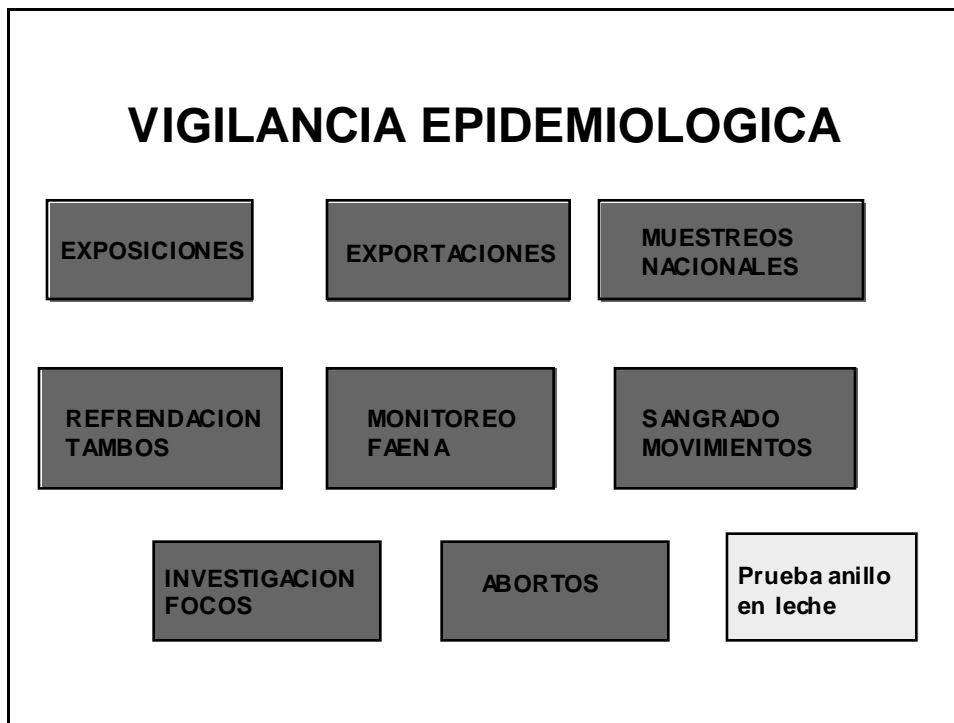 VIGILANCIA EPIDEMIOLOGICA
EXPOSICIONES
EXPORTACIONES
MUESTREOS
NACIONALES
REFRENDACION
TAMBOS
MONITOREO
FAENA
SANGRADO
MOVIMIENTOS
INVESTIGACION
FOCOS
ABORTOS
Prueba anillo
en leche